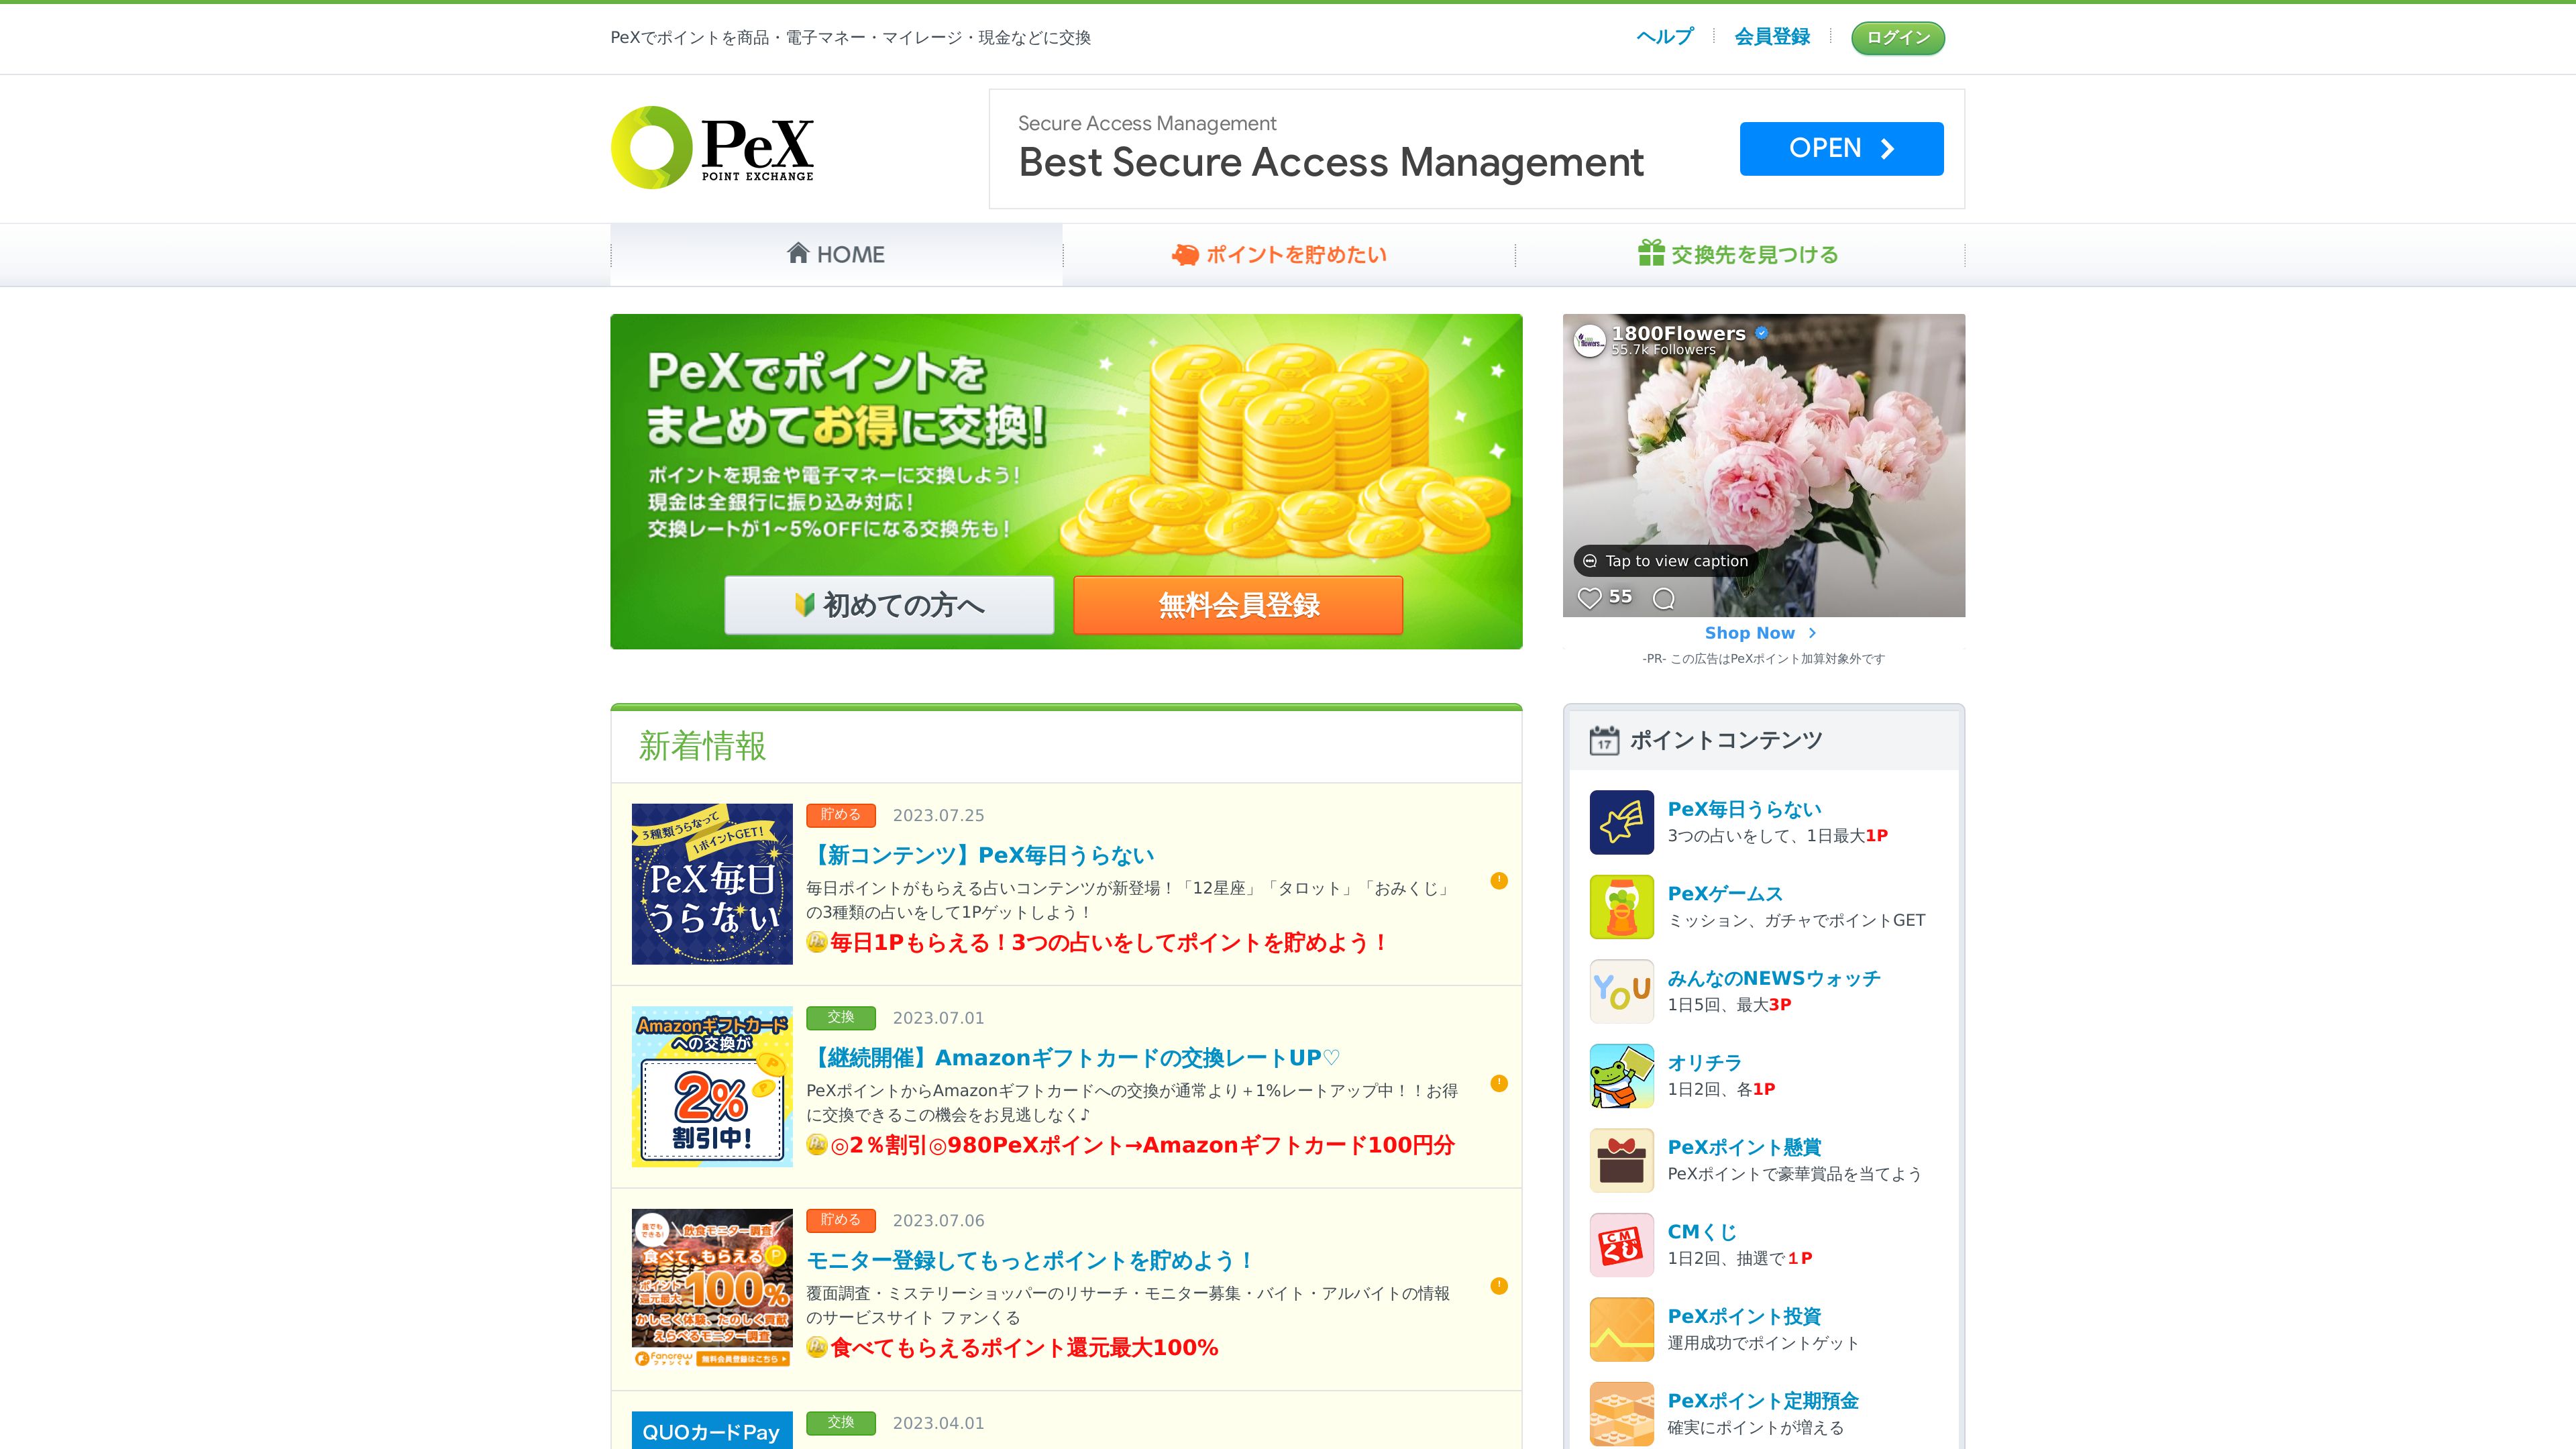 PeXでポイントを商品・電子マネー・マイレージ・現金などに交換
ヘルプ
会員登録
ログイン
PeX
POINT EXCHANGE
Secure Access Management
Best Secure Access Management
OPEN
HOME
ポイントを貯めたい
交換先を見つける
PeXでポイントを
まとめてお得に交換!
ポイントを現金や電子マネーに交換しよう!
現金は全銀行に振り込み対応!
交換レートが1~5%OFFになる交換先も!
初めての方へ
無料会員登録
1800Flowers
55.7k Followers
Tap to view caption
55
Shop Now
-PR- この広告はPeXポイント加算対象外です
新着情報
3種類うらなって
1ポイントGET!
PeX毎日
うらない
貯める 2023.07.25
【新コンテンツ】PeX毎日うらない
毎日ポイントがもらえる占いコンテンツが新登場！「12星座」「タロット」「おみくじ」
の3種類の占いをして1Pゲットしよう！
毎日1Pもらえる！3つの占いをしてポイントを貯めよう！
Amazonギフトカード
への交換が
2%
割引中!
交換 2023.07.01
【継続開催】Amazonギフトカードの交換レートUP♡
PeXポイントからAmazonギフトカードへの交換が通常より＋1%レートアップ中！！お得
に交換できるこの機会をお見逃しなく♪
◎2％割引◎980PeXポイント→Amazonギフトカード100円分
誰でも
できる!
飲食モニター調査
食べて、もらえるP
ポイント
還元最大100%
かしこく体験、たのしく貢献
えらべるモニター調査
Fancrew
ファンくる
無料会員登録はこちら
貯める 2023.07.06
モニター登録してもっとポイントを貯めよう！
覆面調査・ミステリーショッパーのリサーチ・モニター募集・バイト・アルバイトの情報
のサービスサイト ファンくる
食べてもらえるポイント還元最大100%
QUOカードPay
交換 2023.04.01
17
ポイントコンテンツ
PeX毎日うらない
3つの占いをして、1日最大1P
PeXゲームス
ミッション、ガチャでポイントGET
YOU
みんなのNEWSウォッチ
1日5回、最大3P
オリチラ
1日2回、各1P
PeXポイント懸賞
PeXポイントで豪華賞品を当てよう
CM
くじ
CMくじ
1日2回、抽選で１P
PeXポイント投資
運用成功でポイントゲット
PeXポイント定期預金
確実にポイントが増える